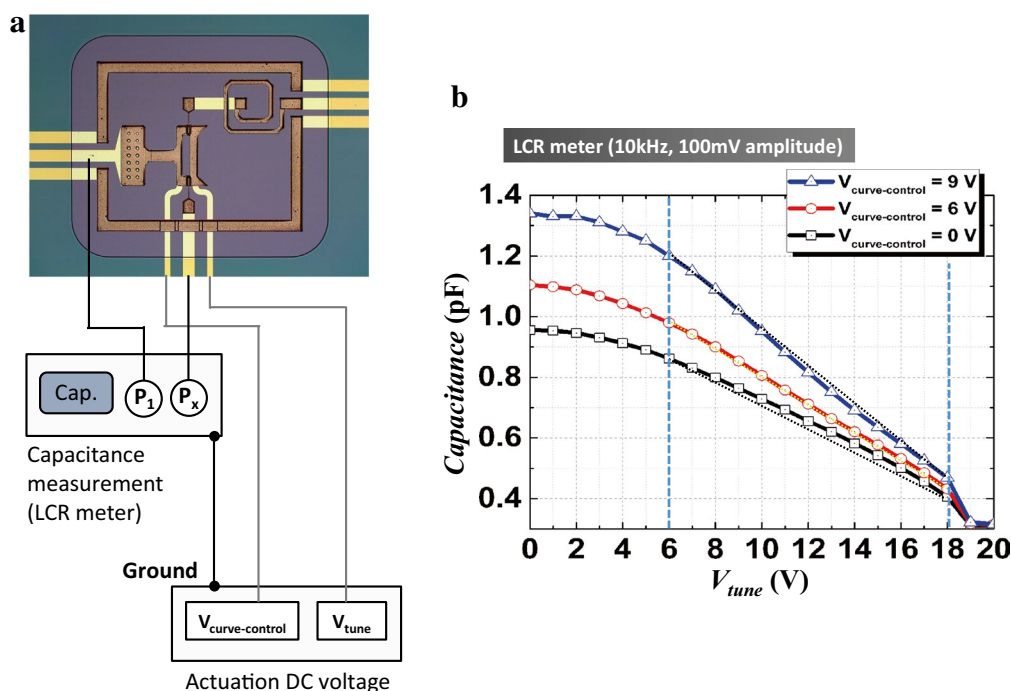 a
Cap.
P1
Px
Capacitance
measurement
(LCR meter)
Ground
Vcurve-control
Vtune
Actuation DC voltage
b
LCR meter (10kHz, 100mV amplitude)
Vcurve-control = 9 V
Vcurve-control = 6 V
Vcurve-control = 0 V
Capacitance (pF)
1.4
1.2
1.0
0.8
0.6
0.4
0 2 4 6 8 10 12 14 16 18 20
Vtune (V)